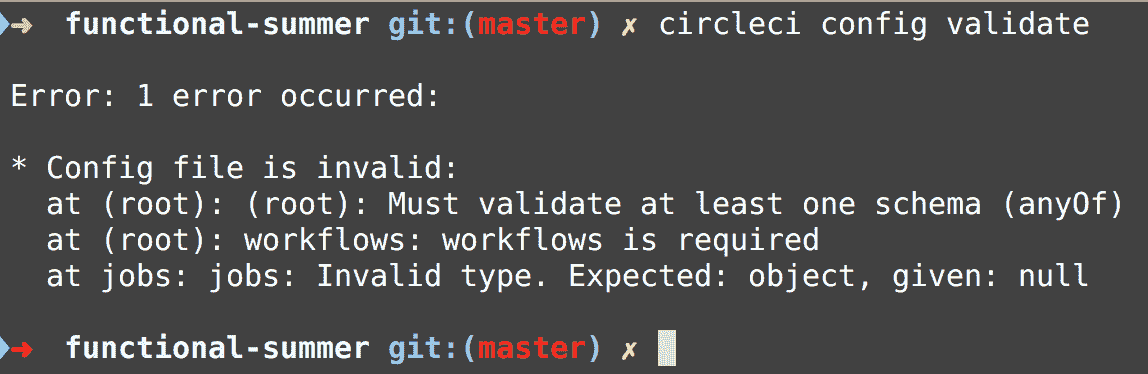 ➜  functional-summer git:(master) ✗ circleci config validate
Error: 1 error occurred:
* Config file is invalid:
  at (root): (root): Must validate at least one schema (anyOf)
  at (root): workflows: workflows is required
  at jobs: jobs: Invalid type. Expected: object, given: null
➜  functional-summer git:(master) ✗